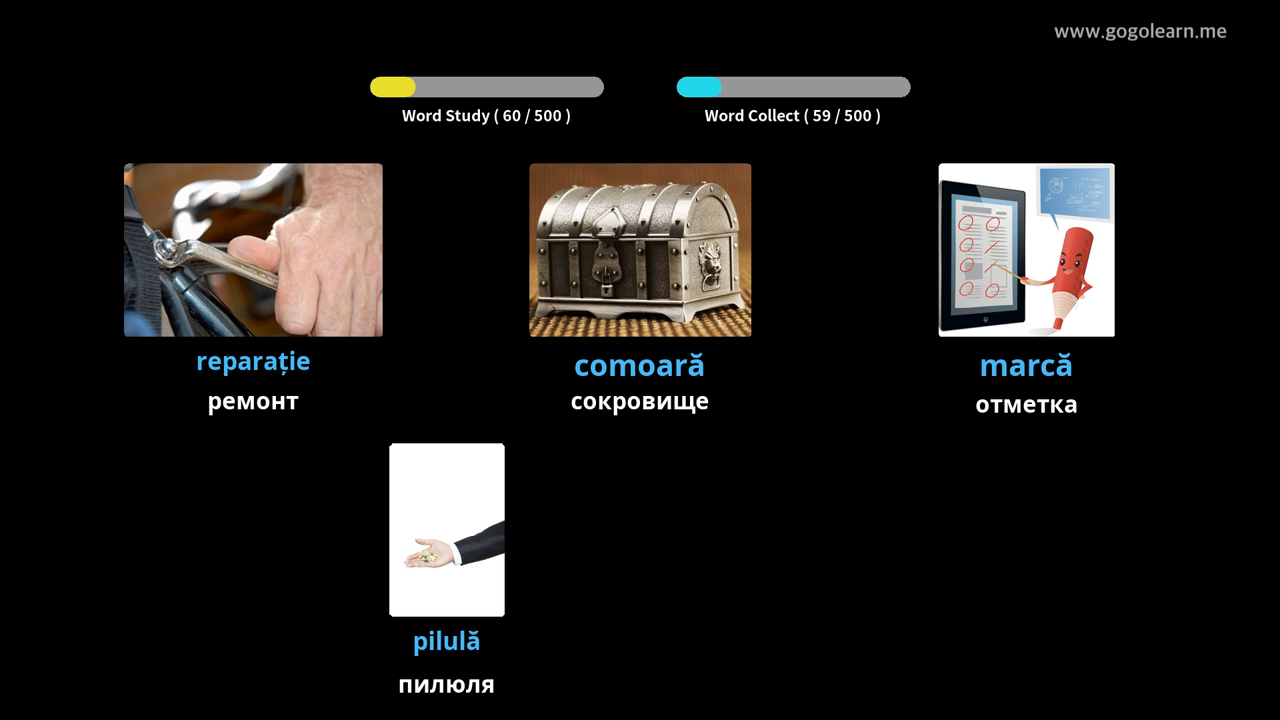 www.gogolearn.me
Word Study ( 60 / 500 )
Word Collect ( 59 / 500 )
reparație
comoară
marcă
ремонт
сокровище
отметка
pilulă
пилюля